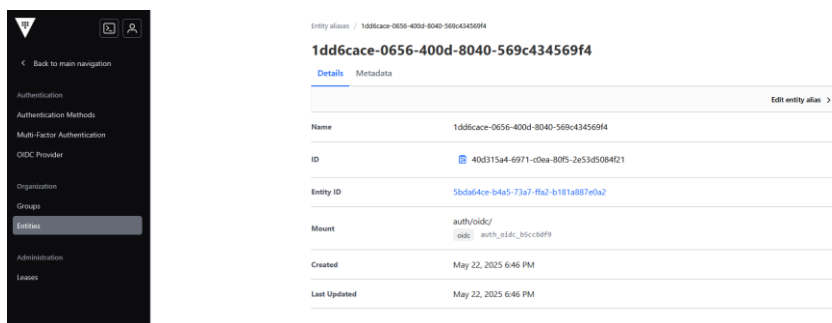 Back to main navigation
Authentication
Authentication Methods
Multi-Factor Authentication
OIDC Provider
Organization
Groups
Entities
Administration
Leases
Entity aliases / 1dd6cace-0656-400d-8040-569c434569f4
1dd6cace-0656-400d-8040-569c434569f4
Details Metadata
Edit entity alias
Name 1dd6cace-0656-400d-8040-569c434569f4
ID 40d315a4-6971-c0ea-80f5-2e53d5084f21
Entity ID 5bda64ce-b4a5-73a7-ffa2-b181a887e0a2
Mount auth/oidc/
oidc auth_oidc_b5cc6df9
Created May 22, 2025 6:46 PM
Last Updated May 22, 2025 6:46 PM